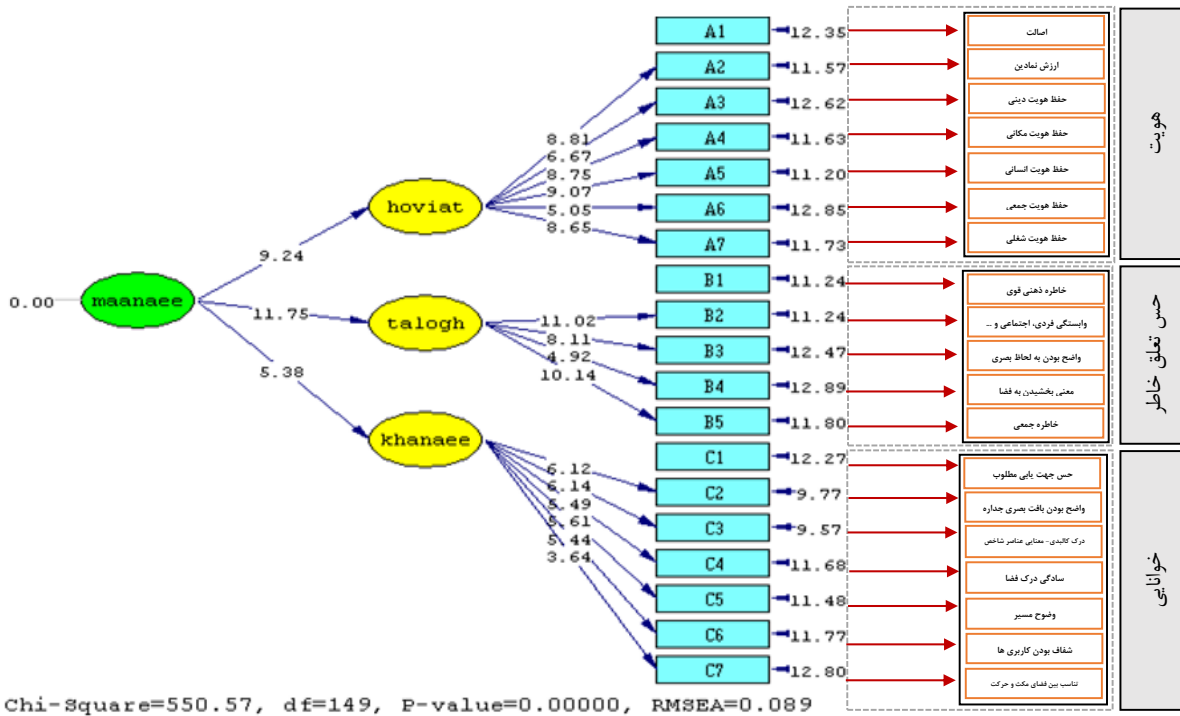 A1
12.35
اصالت
A2
11.57
ارزش نمادین
A3
12.62
حفظ هویت دینی
A4
11.63
حفظ هویت مکانی
A5
11.20
حفظ هویت انسانی
A6
12.85
حفظ هویت جمعی
A7
11.73
حفظ هویت شغلی
هویت
8.81
6.67
8.75
9.07
5.05
8.65
hoviat
9.24
0.00
maanaee
11.75
talogh
5.38
khanaee
11.02
8.11
4.92
10.14
B1
11.24
خاطره ذهنی قوی
B2
11.24
وابستگی فردی، اجتماعی و ...
B3
12.47
واضح بودن به لحاظ بصری
B4
12.89
معنی بخشیدن به فضا
B5
11.80
خاطره جمعی
حس تعلق خاطر
6.12
6.14
5.49
5.61
5.44
3.64
C1
12.27
حس جهت یابی مطلوب
C2
9.77
واضح بودن بافت بصری جداره
C3
9.57
درک کالبدی- معنایی عناصر شاخص
C4
11.68
سادگی درک فضا
C5
11.48
وضوح مسیر
C6
11.77
شفاف بودن کاربری ها
C7
12.80
تناسب بین فضای مکث و حرکت
خوانایی
Chi-Square=550.57, df=149, P-value=0.00000, RMSEA=0.089